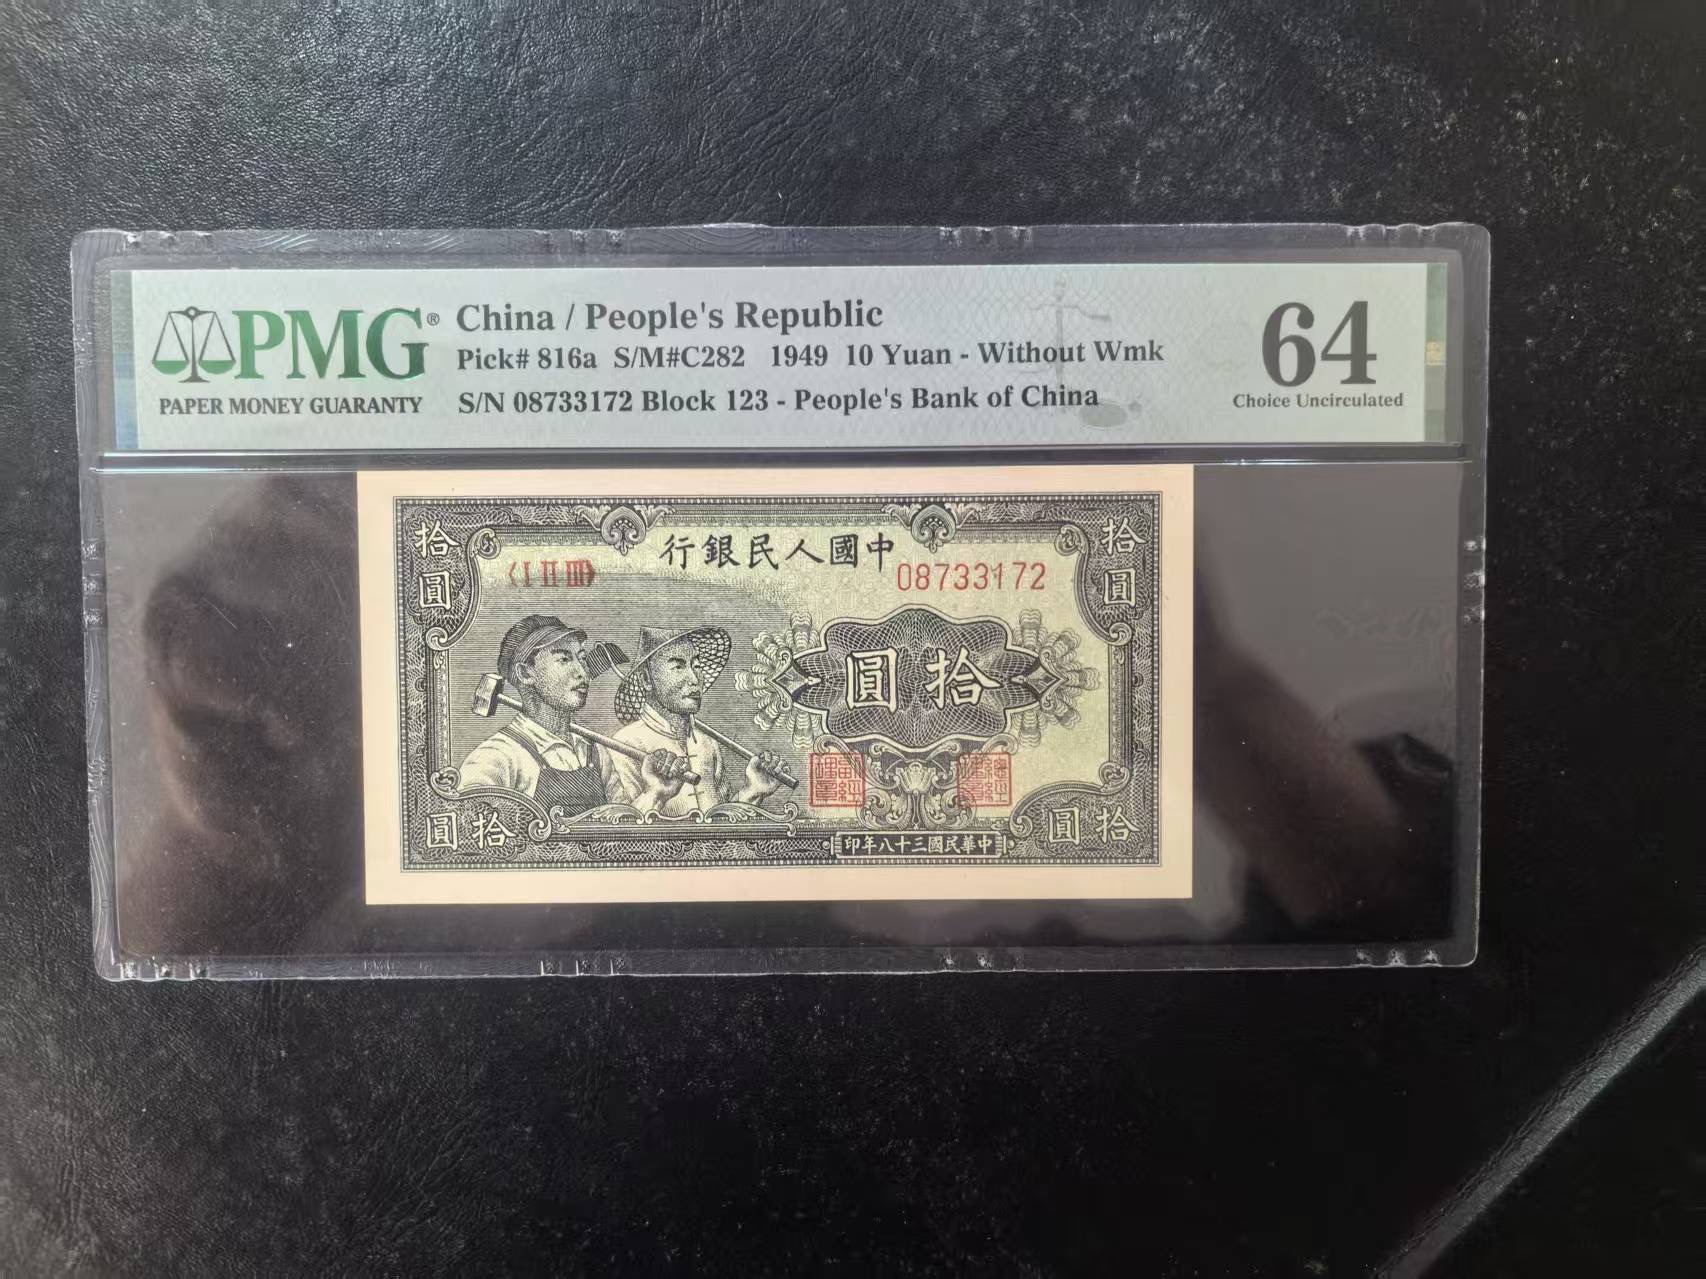 PMG®
PAPER MONEY GUARANTY
China / People's Republic
Pick# 816a S/M#C282 1949 10 Yuan - Without Wmk
S/N 08733172 Block 123 - People's Bank of China
64
Choice Uncirculated
拾圓
拾圓
中國人民銀行
〈I II III〉
08733172
拾圓
拾圓
拾圓
中華民國三十八年印